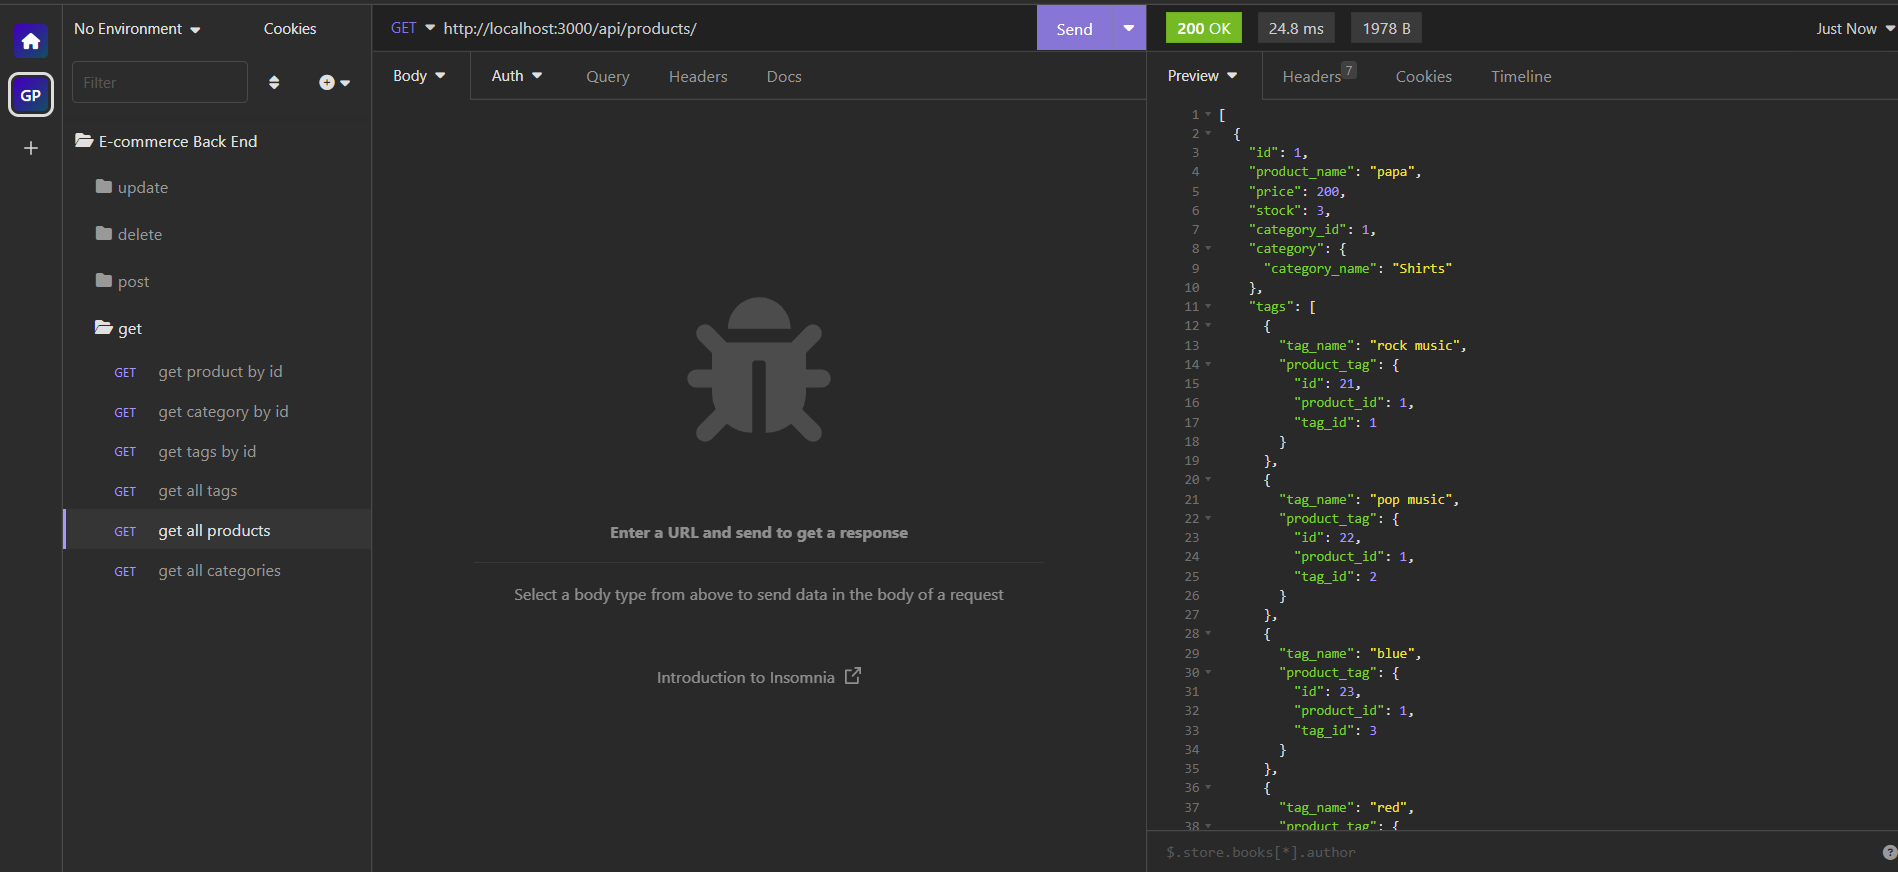 No Environment
Cookies
GET http://localhost:3000/api/products/
Send
200 OK
24.8 ms
1978 B
Just Now
GP
Filter
Body
Auth
Query
Headers
Docs
Preview
Headers 7
Cookies
Timeline
E-commerce Back End
update
delete
post
get
GET get product by id
GET get category by id
GET get tags by id
GET get all tags
GET get all products
GET get all categories
Enter a URL and send to get a response
Select a body type from above to send data in the body of a request
Introduction to Insomnia
1 [
2 {
3 "id": 1,
4 "product_name": "papa",
5 "price": 200,
6 "stock": 3,
7 "category_id": 1,
8 "category": {
9 "category_name": "Shirts"
10 },
11 "tags": [
12 {
13 "tag_name": "rock music",
14 "product_tag": {
15 "id": 21,
16 "product_id": 1,
17 "tag_id": 1
18 }
19 },
20 {
21 "tag_name": "pop music",
22 "product_tag": {
23 "id": 22,
24 "product_id": 1,
25 "tag_id": 2
26 }
27 },
28 {
29 "tag_name": "blue",
30 "product_tag": {
31 "id": 23,
32 "product_id": 1,
33 "tag_id": 3
34 }
35 },
36 {
37 "tag_name": "red",
38 "product_tag": {
$.store.books[*].author
?